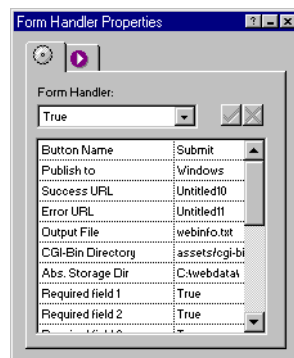 Form Handler Properties
Form Handler:
True
Button Name Submit
Publish to Windows
Success URL Untitled10
Error URL Untitled11
Output File webinfo.txt
CGI-Bin Directory assets/cgi-bi
Abs. Storage Dir C:\webdata\
Required field 1 True
Required field 2 True